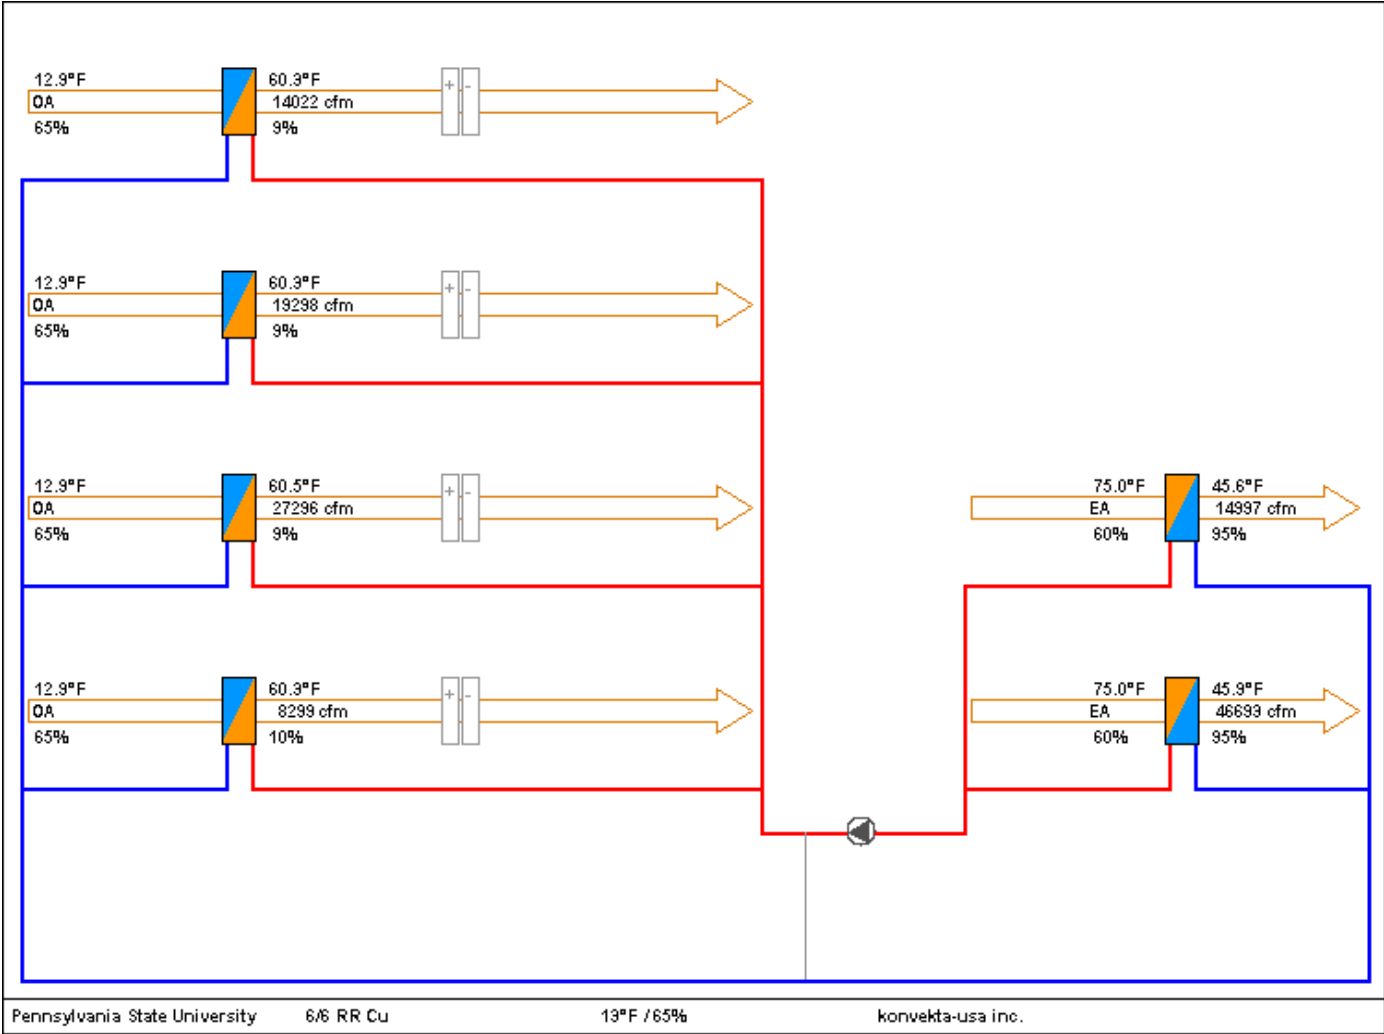 12.9°F 60.3°F
OA 14022 cfm + -
65% 9%
12.9°F 60.3°F
OA 19298 cfm + -
65% 9%
12.9°F 60.5°F
OA 27296 cfm + -
65% 9%
75.0°F 45.6°F
EA 14997 cfm
60% 95%
12.9°F 60.3°F
OA 8299 cfm + -
65% 10%
75.0°F 45.9°F
EA 46693 cfm
60% 95%
Pennsylvania State University 6/6 RR Cu 13°F / 65% konvekta-usa inc.